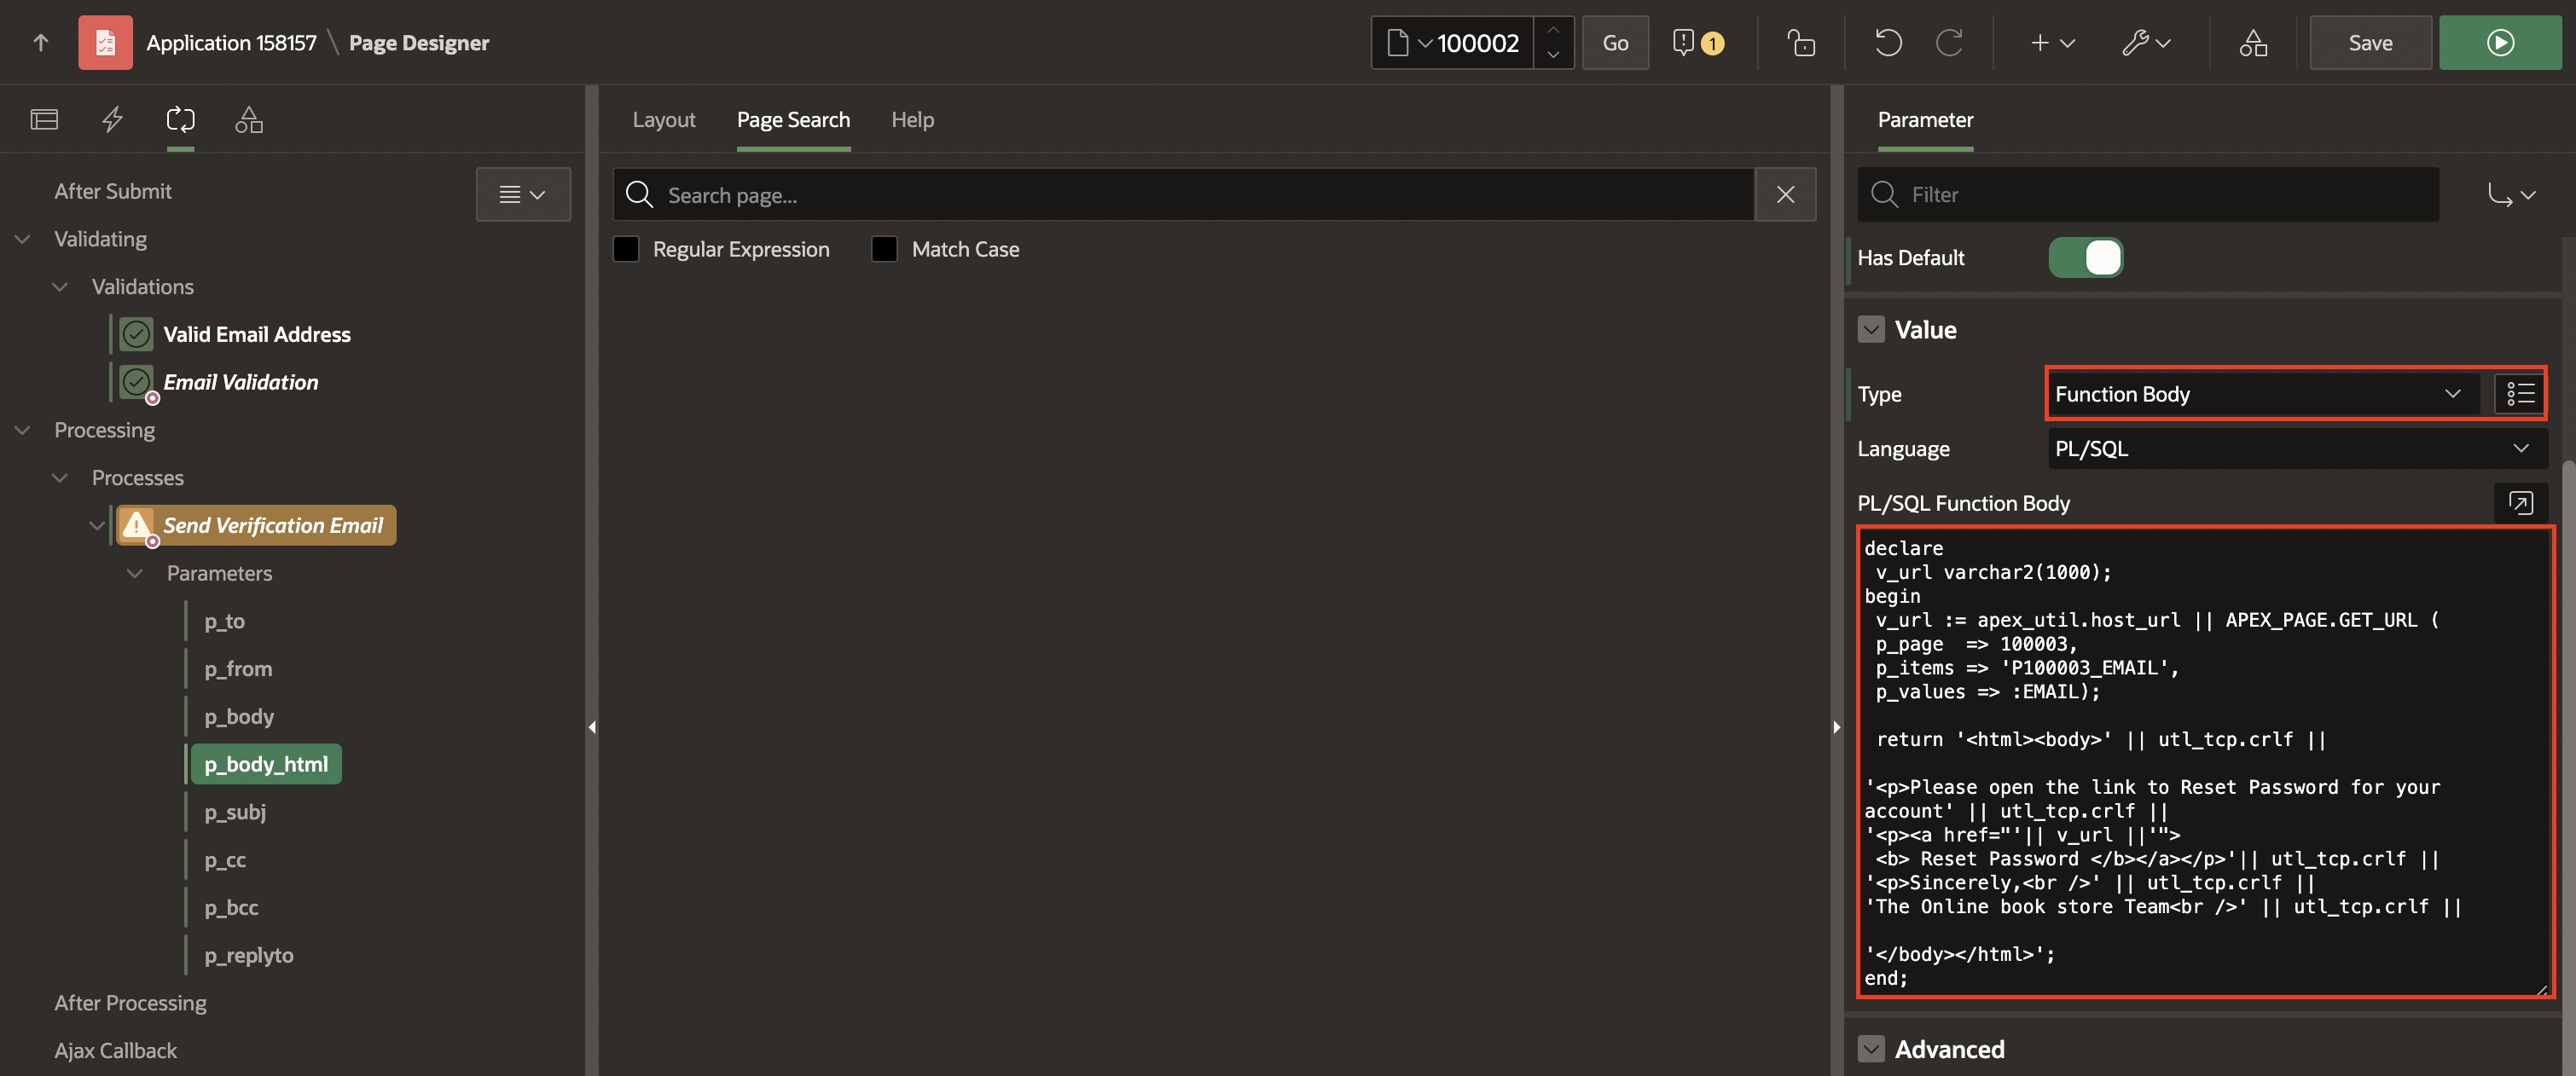 Application 158157 \ Page Designer
100002
Go
1
Save
After Submit
Validating
Validations
Valid Email Address
Email Validation
Processing
Processes
Send Verification Email
Parameters
p_to
p_from
p_body
p_body_html
p_subj
p_cc
p_bcc
p_replyto
After Processing
Ajax Callback
Layout
Page Search
Help
Search page...
Regular Expression
Match Case
Parameter
Filter
Has Default
Value
Type
Function Body
Language
PL/SQL
PL/SQL Function Body
declare
v_url varchar2(1000);
begin
v_url := apex_util.host_url || APEX_PAGE.GET_URL (
p_page  => 100003,
p_items => 'P100003_EMAIL',
p_values => :EMAIL);
return '<html><body>' || utl_tcp.crlf ||
'<p>Please open the link to Reset Password for your
account' || utl_tcp.crlf ||
'<p><a href="'|| v_url ||'">
<b> Reset Password </b></a></p>'|| utl_tcp.crlf ||
'<p>Sincerely,<br />' || utl_tcp.crlf ||
'The Online book store Team<br />' || utl_tcp.crlf ||
'</body></html>';
end;
Advanced